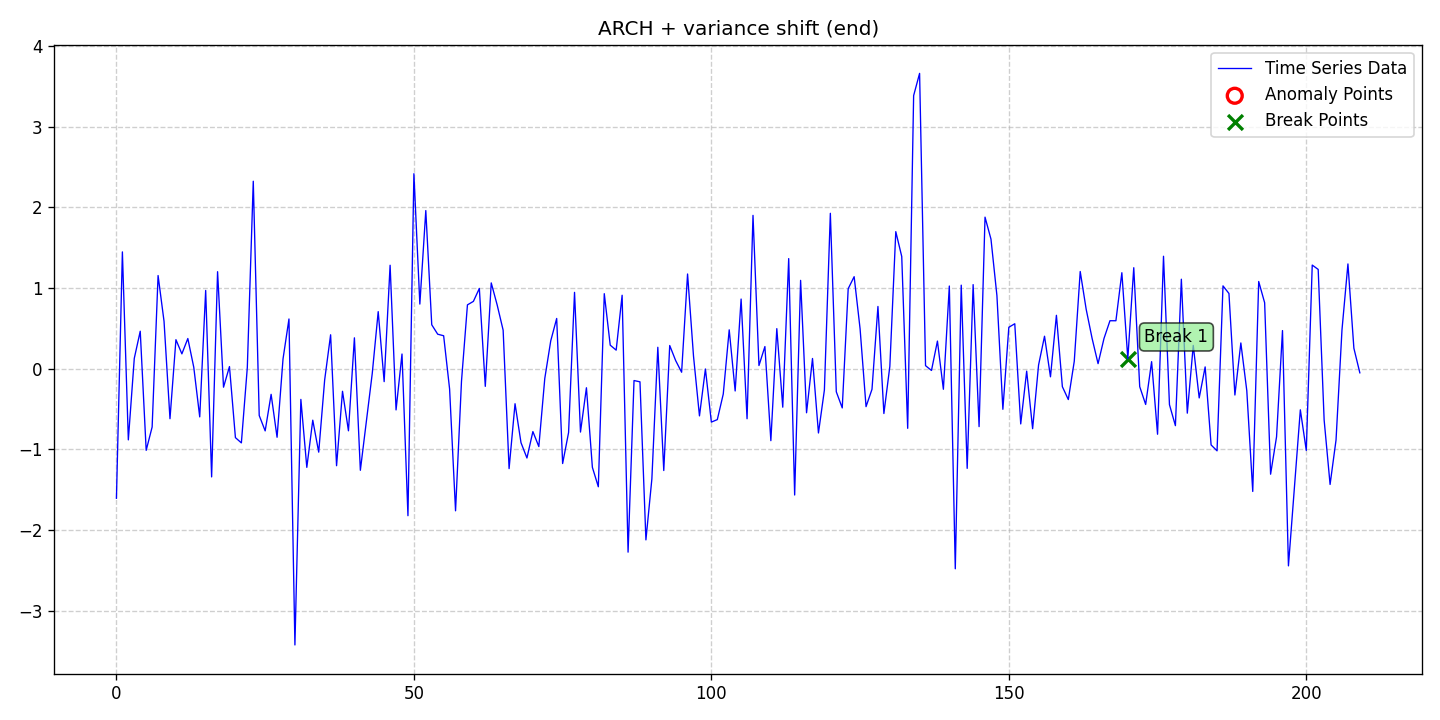 ARCH + variance shift (end)
Time Series Data
Anomaly Points
Break Points
Break 1
4
3
2
1
0
−1
−2
−3
0
50
100
150
200